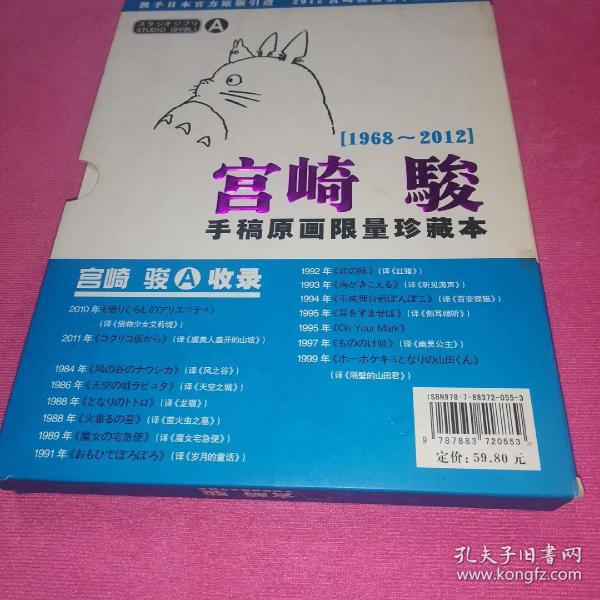 携手日本官方原版引进 2012
スタジオジブリ
STUDIO GHIBLI
A
[1968～2012]
宫崎 駿
手稿原画限量珍藏本
宫崎 骏 A 收录
2010 年《借りぐらしのアリエッティ》
(译《借物少女艾莉缇》)
2011 年《コクリコ坂から》(译《虞美人盛开的山坡》)
1984 年《风の谷のナウシカ》(译《风之谷》)
1986 年《天空の城ラピュタ》(译《天空之城》)
1988 年《となりのトトロ》(译《龙猫》)
1988 年《火垂るの墓》(译《萤火虫之墓》)
1989 年《魔女の宅急便》(译《魔女宅急便》)
1991 年《おもひでぽろぽろ》(译《岁月的童话》)
1992 年《红の豚》(译《红猪》)
1993 年《海がきこえる》(译《听见涛声》)
1994 年《平成狸合戦ぽんぽこ》(译《百变狸猫》)
1995 年《耳をすませば》(译《侧耳倾听》)
1995 年《On Your Mark》
1997 年《もののけ姫》(译《幽灵公主》)
1999 年《ホーホケキョとなりの山田くん》
(译《隔壁的山田君》)
ISBN978-7-88372-055-3
9 787883 720553
定价: 59.80 元
宫崎 駿
孔夫子旧书网
www.kongfz.com